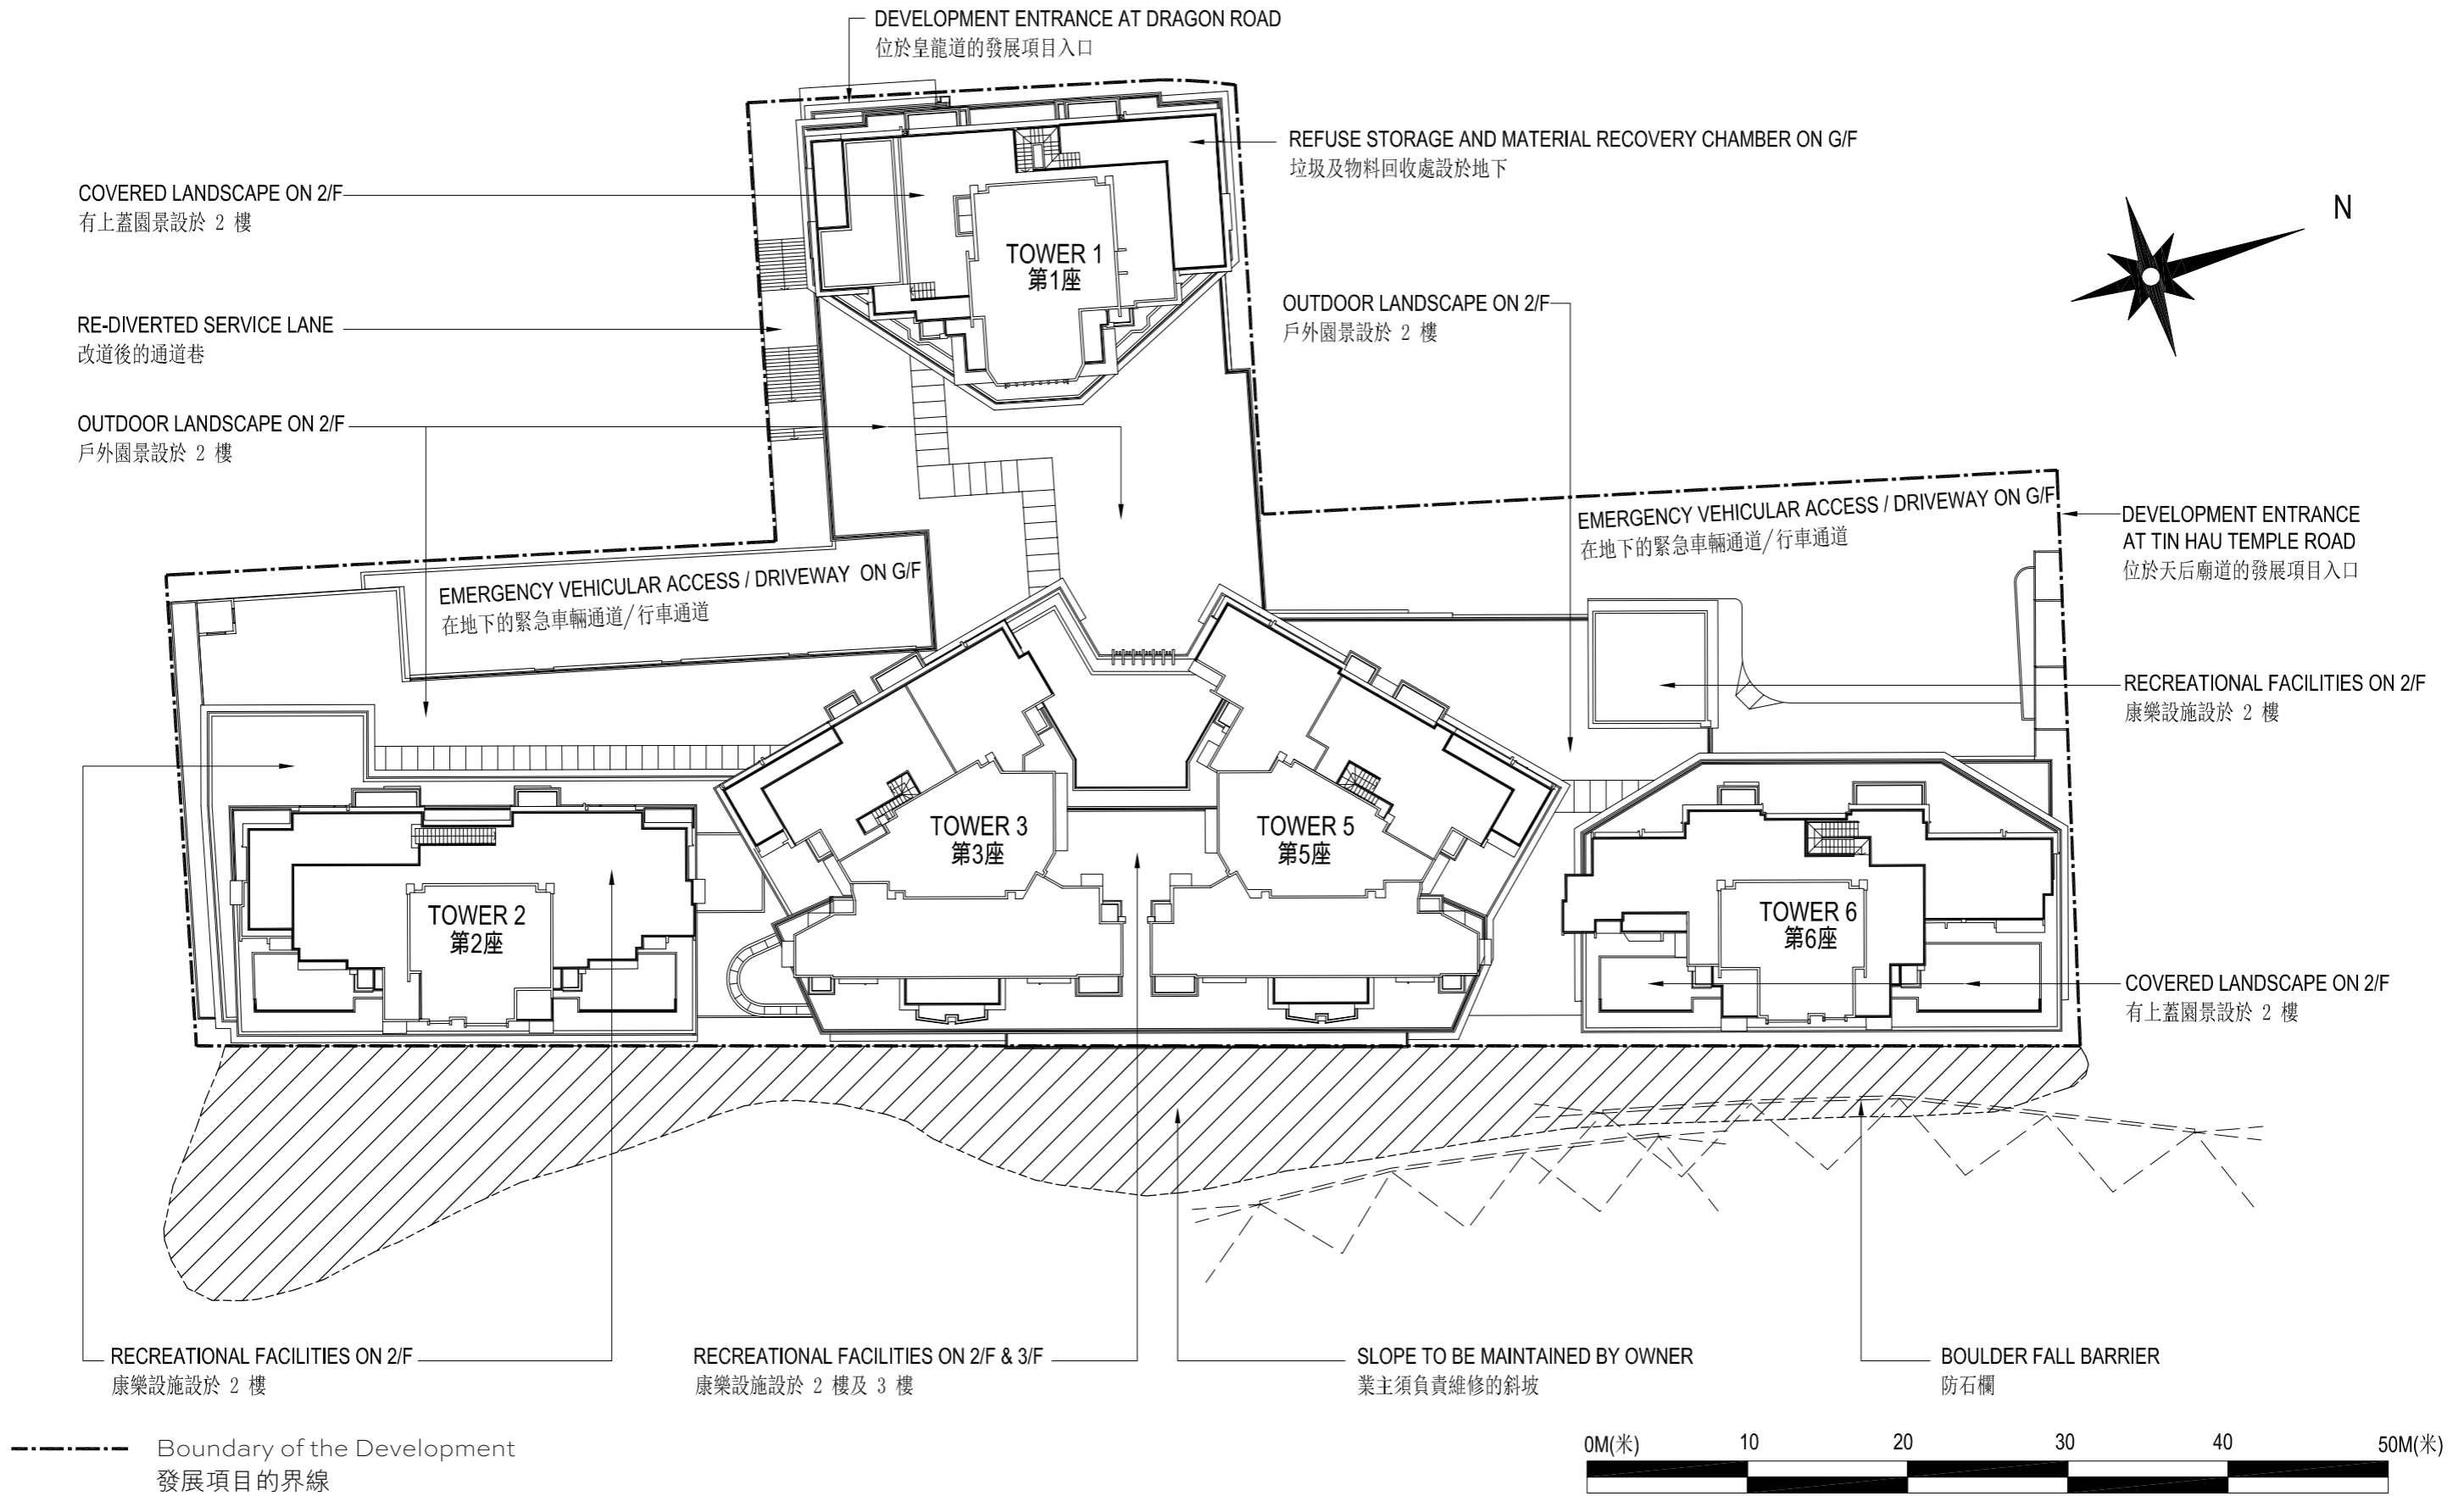 DEVELOPMENT ENTRANCE AT DRAGON ROAD
位於皇龍道的發展項目入口
REFUSE STORAGE AND MATERIAL RECOVERY CHAMBER ON G/F
垃圾及物料回收處設於地下
COVERED LANDSCAPE ON 2/F
有上蓋園景設於 2 樓
N
TOWER 1
第1座
OUTDOOR LANDSCAPE ON 2/F
戶外園景設於 2 樓
RE-DIVERTED SERVICE LANE
改道後的通道巷
OUTDOOR LANDSCAPE ON 2/F
戶外園景設於 2 樓
EMERGENCY VEHICULAR ACCESS / DRIVEWAY ON G/F
在地下的緊急車輛通道/行車通道
DEVELOPMENT ENTRANCE
AT TIN HAU TEMPLE ROAD
位於天后廟道的發展項目入口
EMERGENCY VEHICULAR ACCESS / DRIVEWAY ON G/F
在地下的緊急車輛通道/行車通道
RECREATIONAL FACILITIES ON 2/F
康樂設施設於 2 樓
TOWER 3
第3座
TOWER 5
第5座
TOWER 2
第2座
TOWER 6
第6座
COVERED LANDSCAPE ON 2/F
有上蓋園景設於 2 樓
RECREATIONAL FACILITIES ON 2/F
康樂設施設於 2 樓
RECREATIONAL FACILITIES ON 2/F & 3/F
康樂設施設於 2 樓及 3 樓
SLOPE TO BE MAINTAINED BY OWNER
業主須負責維修的斜坡
BOULDER FALL BARRIER
防石欄
Boundary of the Development
發展項目的界線
0M(米) 10 20 30 40 50M(米)